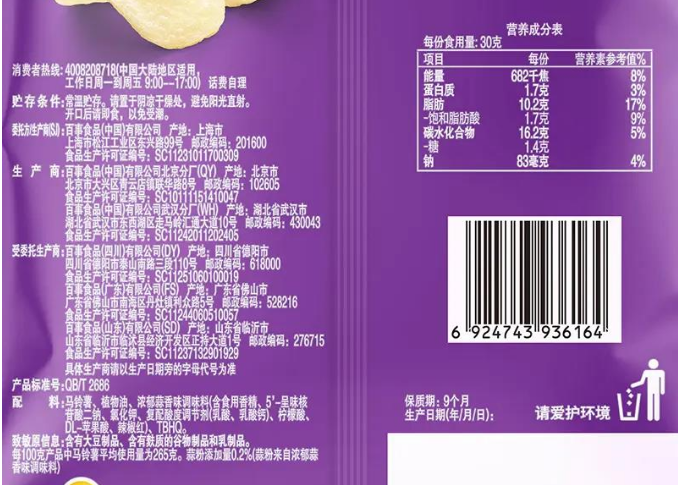 消费者热线:4008208718(中国大陆地区适用,
工作日周一到周五 9:00--17:00) 话费自理
贮存条件:常温贮存。请置于阴凉干燥处,避免阳光直射。
开口后请即食,以免受潮。
委托方/生产商(SJ):百事食品(中国)有限公司 产地:上海市
上海市松江工业区东兴路99号 邮政编码:201600
食品生产许可证编号:SC11231011700309
生产商:百事食品(中国)有限公司北京分厂(QY) 产地:北京市
北京市大兴区青云店镇联华路8号 邮政编码:102605
食品生产许可证编号:SC10111151410047
百事食品(中国)有限公司武汉分厂(WH) 产地:湖北省武汉市
湖北省武汉市东西湖区走马岭汇通大道10号 邮政编码:430043
食品生产许可证编号:SC11242011202405
受委托生产商:百事食品(四川)有限公司(DY) 产地:四川省德阳市
四川省德阳市泰山南路三段110号 邮政编码:618000
食品生产许可证编号:SC11251060100019
百事食品(广东)有限公司(FS) 产地:广东省佛山市
广东省佛山市南海区丹灶镇利众路5号 邮政编码:528216
食品生产许可证编号:SC11244060510057
百事食品(山东)有限公司(SD) 产地:山东省临沂市
山东省临沂市临沭县经济开发区正持大道1号 邮政编码:276715
食品生产许可证编号:SC11237132901929
具体生产商请以生产日期旁的字母代号为准
产品标准号:QB/T 2686
配料:马铃薯、植物油、浓郁蒜香味调味料(含食用香精、5'-呈味核
苷酸二钠、氯化钾、复配酸度调节剂(乳酸、乳酸钙)、柠檬酸、
DL-苹果酸、辣椒红)、TBHQ。
致敏原信息:含有大豆制品、含有麸质的谷物制品和乳制品。
每100克产品中马铃薯平均使用量为265克。蒜粉添加量0.2%(蒜粉来自浓郁蒜
香味调味料)
营养成分表
每份食用量: 30克
项目 每份 营养素参考值%
能量 682千焦 8%
蛋白质 1.7克 3%
脂肪 10.2克 17%
-饱和脂肪酸 1.7克 9%
碳水化合物 16.2克 5%
-糖 1.4克
钠 83毫克 4%
6 924743 936164
保质期: 9个月
生产日期(年/月/日):
请爱护环境